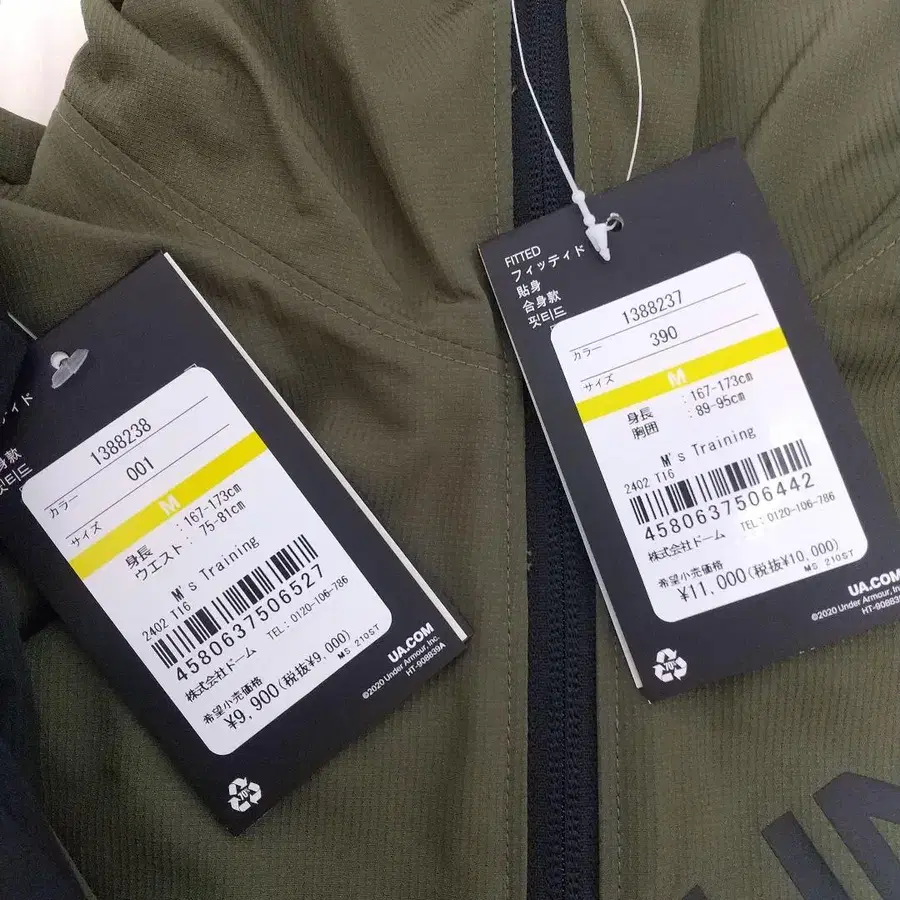 ィド
身
身款
티드
1388238
カラー 001
サイズ M
身長 : 167-173cm
ウエスト : 75-81cm
M's Training
2402 T16
4580637506527
株式会社ドーム TEL:0120-106-786
希望小売価格
¥9,900(税抜¥9,000)
MS 210ST
UA.COM
©2020 Under Armour, Inc.
HT-908839A
70%
FITTED
フィッティド
貼身
合身款
핏티드
1388237
カラー 390
サイズ M
身長 : 167-173cm
胸囲 : 89-95cm
M's Training
2402 T16
4580637506442
株式会社ドーム TEL:0120-106-786
希望小売価格
¥11,000(税抜¥10,000)
MS 210ST
UA.COM
©2020 Under Armour, Inc.
HT-908839A
70%